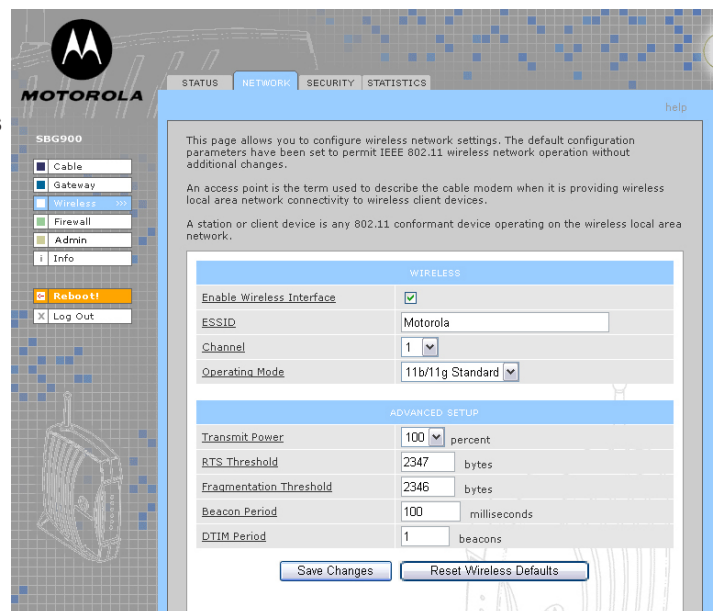 MOTOROLA
STATUS NETWORK SECURITY STATISTICS
help
SBG900
Cable
Gateway
Wireless >>>
Firewall
Admin
i Info
Reboot!
X Log Out
This page allows you to configure wireless network settings. The default configuration
parameters have been set to permit IEEE 802.11 wireless network operation without
additional changes.
An access point is the term used to describe the cable modem when it is providing wireless
local area network connectivity to wireless client devices.
A station or client device is any 802.11 conformant device operating on the wireless local area
network.
WIRELESS
Enable Wireless Interface
ESSID Motorola
Channel 1
Operating Mode 11b/11g Standard
ADVANCED SETUP
Transmit Power 100 percent
RTS Threshold 2347 bytes
Fragmentation Threshold 2346 bytes
Beacon Period 100 milliseconds
DTIM Period 1 beacons
Save Changes Reset Wireless Defaults